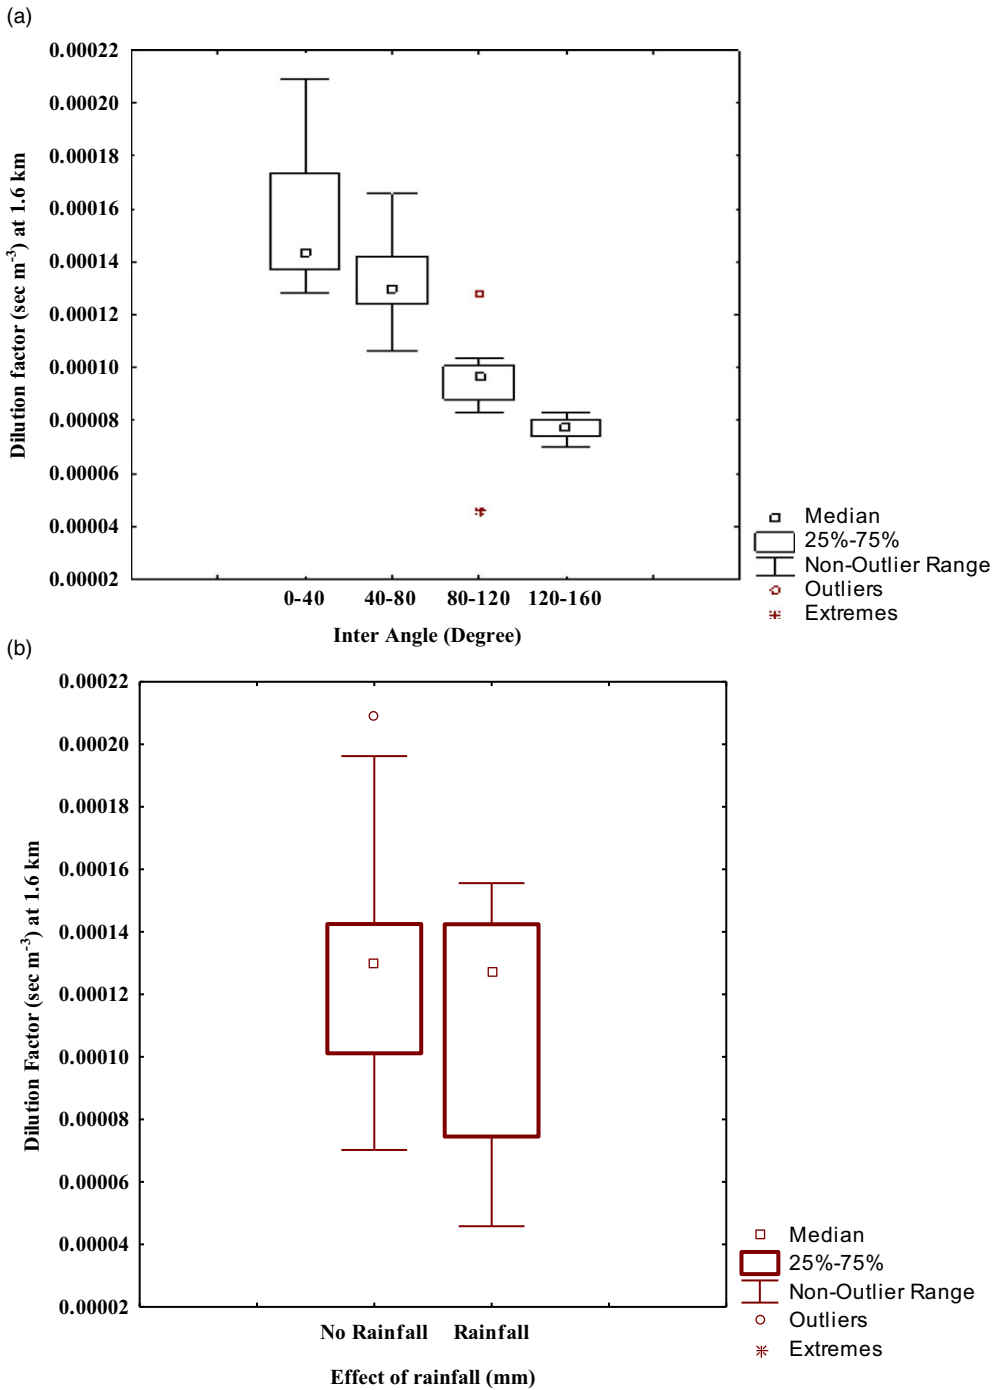 (a)
0.00022
0.00020
0.00018
0.00016
0.00014
0.00012
0.00010
0.00008
0.00006
0.00004
0.00002
Dilution factor (sec m⁻³) at 1.6 km
0-40 40-80 80-120 120-160
Inter Angle (Degree)
Median
25%-75%
Non-Outlier Range
Outliers
Extremes
(b)
0.00022
0.00020
0.00018
0.00016
0.00014
0.00012
0.00010
0.00008
0.00006
0.00004
0.00002
Dilution Factor (sec m⁻³) at 1.6 km
No Rainfall Rainfall
Effect of rainfall (mm)
Median
25%-75%
Non-Outlier Range
Outliers
Extremes